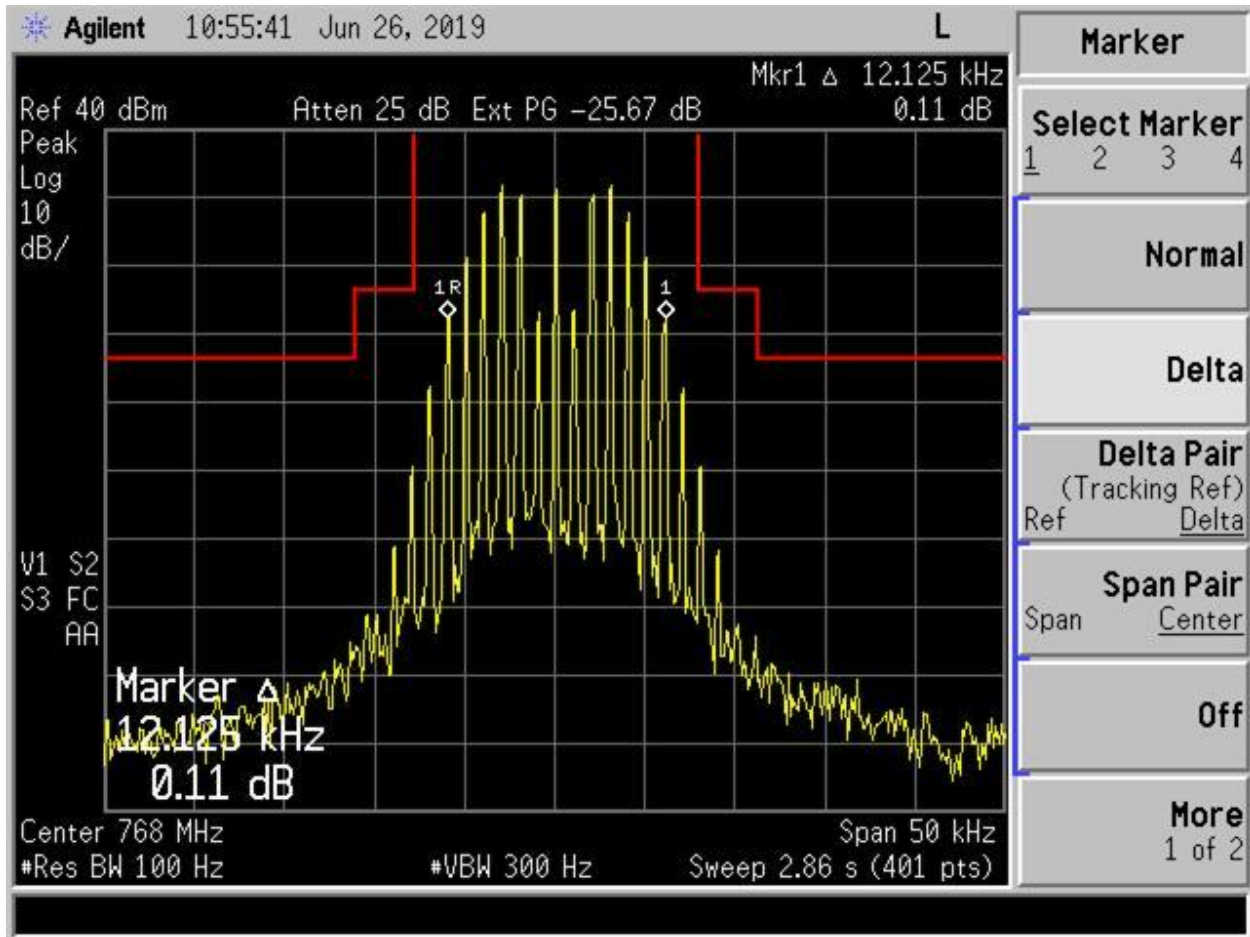 Agilent 10:55:41 Jun 26, 2019 L
Mkr1 Δ 12.125 kHz
Ref 40 dBm Atten 25 dB Ext PG -25.67 dB 0.11 dB
Peak
Log
10
dB/
1R 1
V1 S2
S3 FC
AA
Marker Δ
12.125 kHz
0.11 dB
Center 768 MHz Span 50 kHz
#Res BW 100 Hz #VBW 300 Hz Sweep 2.86 s (401 pts)
Marker
Select Marker
1 2 3 4
Normal
Delta
Delta Pair
(Tracking Ref)
Ref Delta
Span Pair
Span Center
Off
More
1 of 2